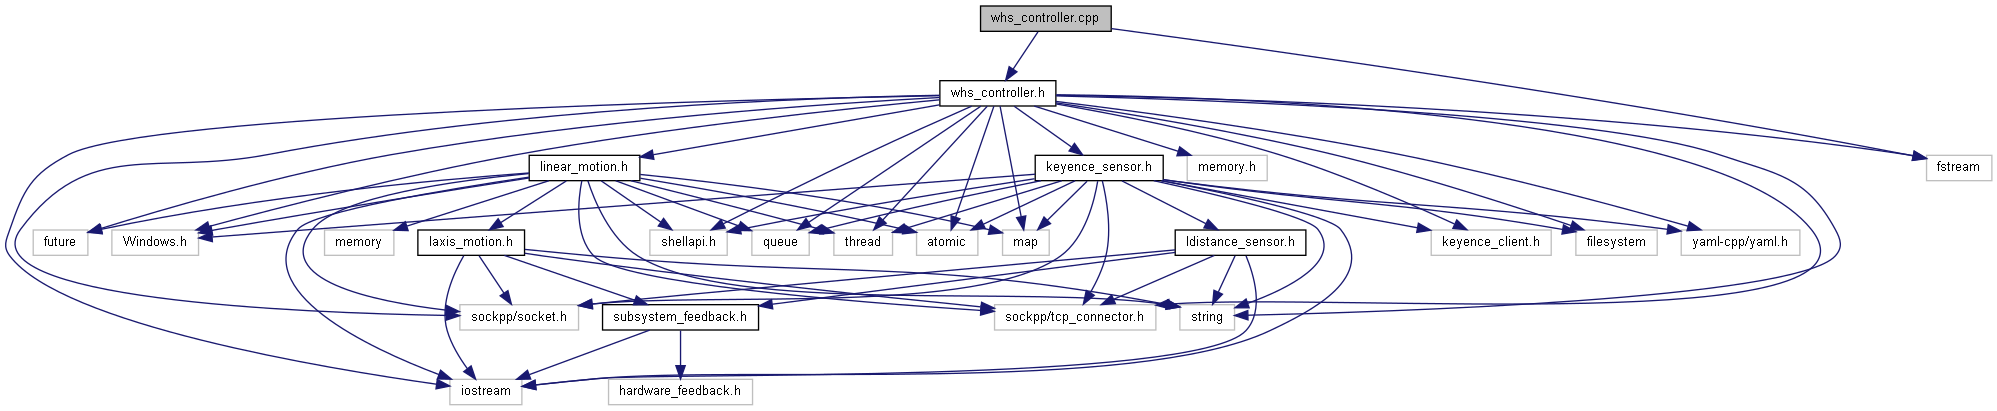 whs_controller.cpp
whs_controller.h
linear_motion.h
keyence_sensor.h
memory.h
fstream
future
Windows.h
memory
laxis_motion.h
shellapi.h
queue
thread
atomic
map
ldistance_sensor.h
keyence_client.h
filesystem
yaml-cpp/yaml.h
sockpp/socket.h
subsystem_feedback.h
sockpp/tcp_connector.h
string
iostream
hardware_feedback.h